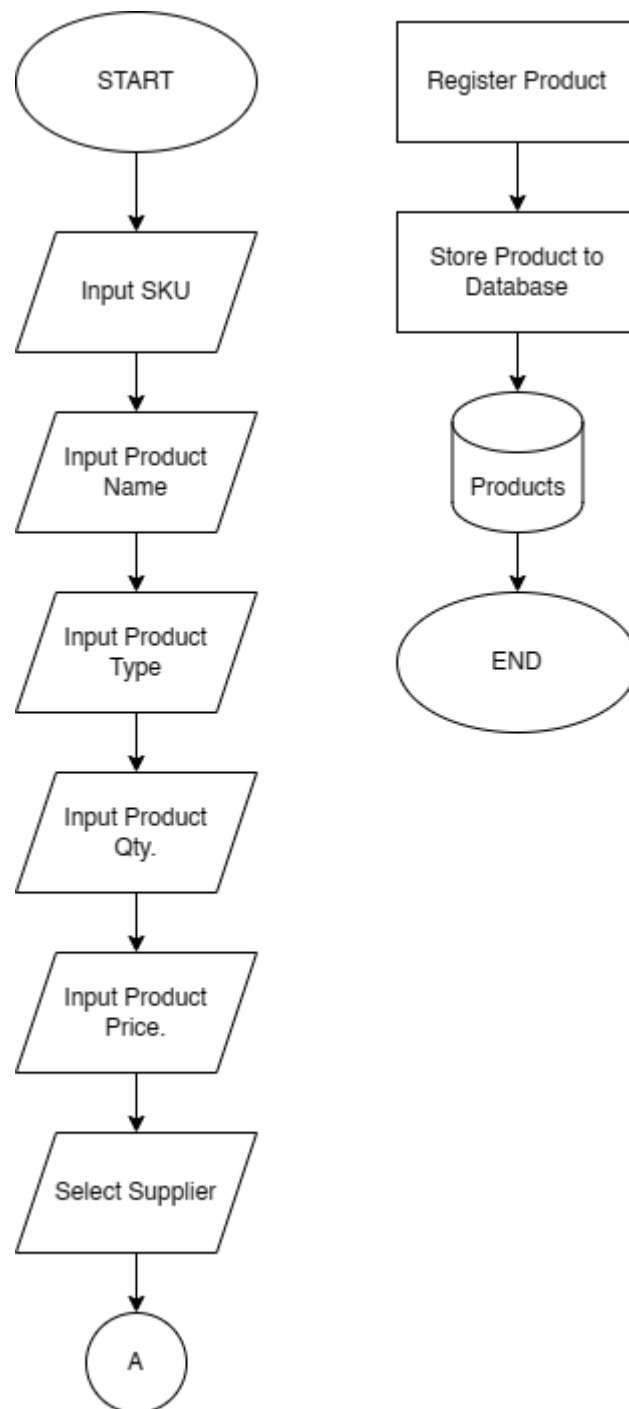 START
Input SKU
Input Product
Name
Input Product
Type
Input Product
Qty.
Input Product
Price.
Select Supplier
A
Register Product
Store Product to
Database
Products
END